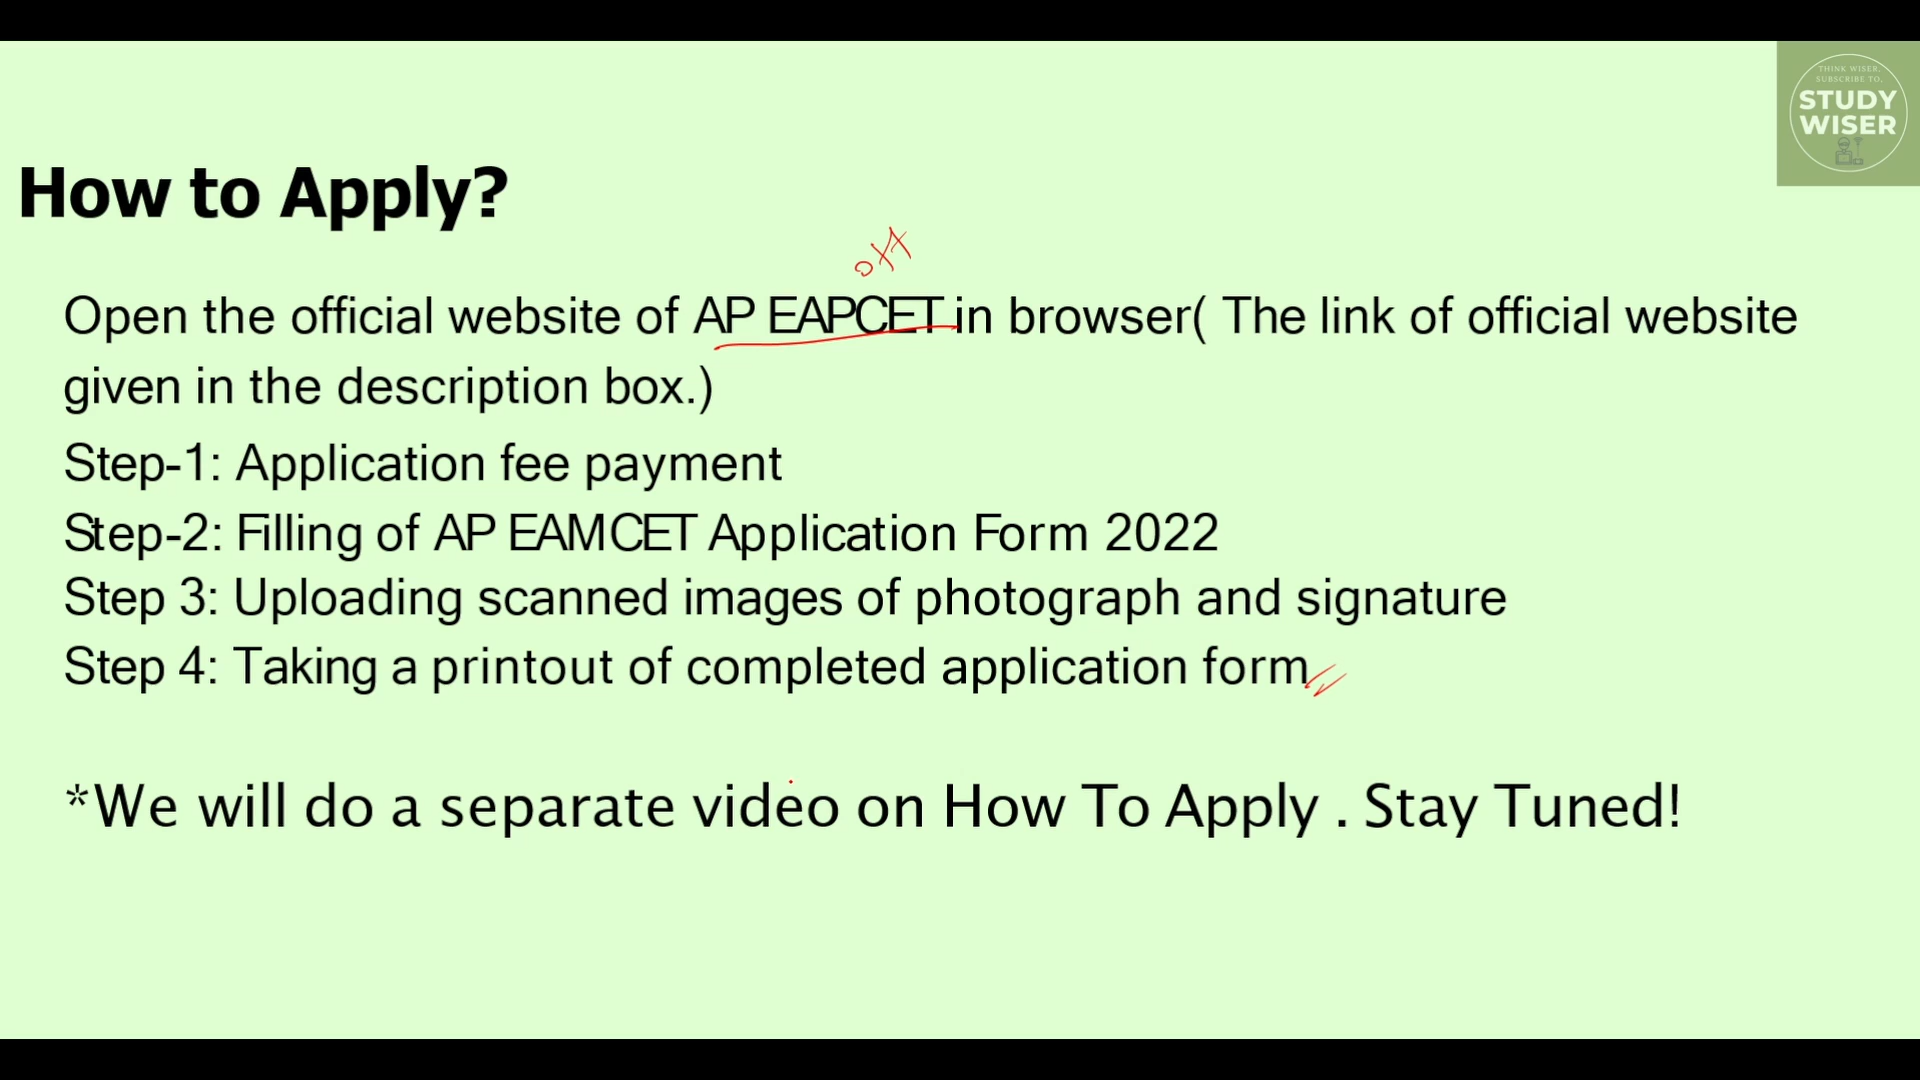 THINK WISER,
SUBSCRIBE TO,
STUDY
WISER
How to Apply?
off
Open the official website of AP EAPCET in browser( The link of official website
given in the description box.)
Step-1: Application fee payment
Step-2: Filling of AP EAMCET Application Form 2022
Step 3: Uploading scanned images of photograph and signature
Step 4: Taking a printout of completed application form
*We will do a separate video on How To Apply . Stay Tuned!